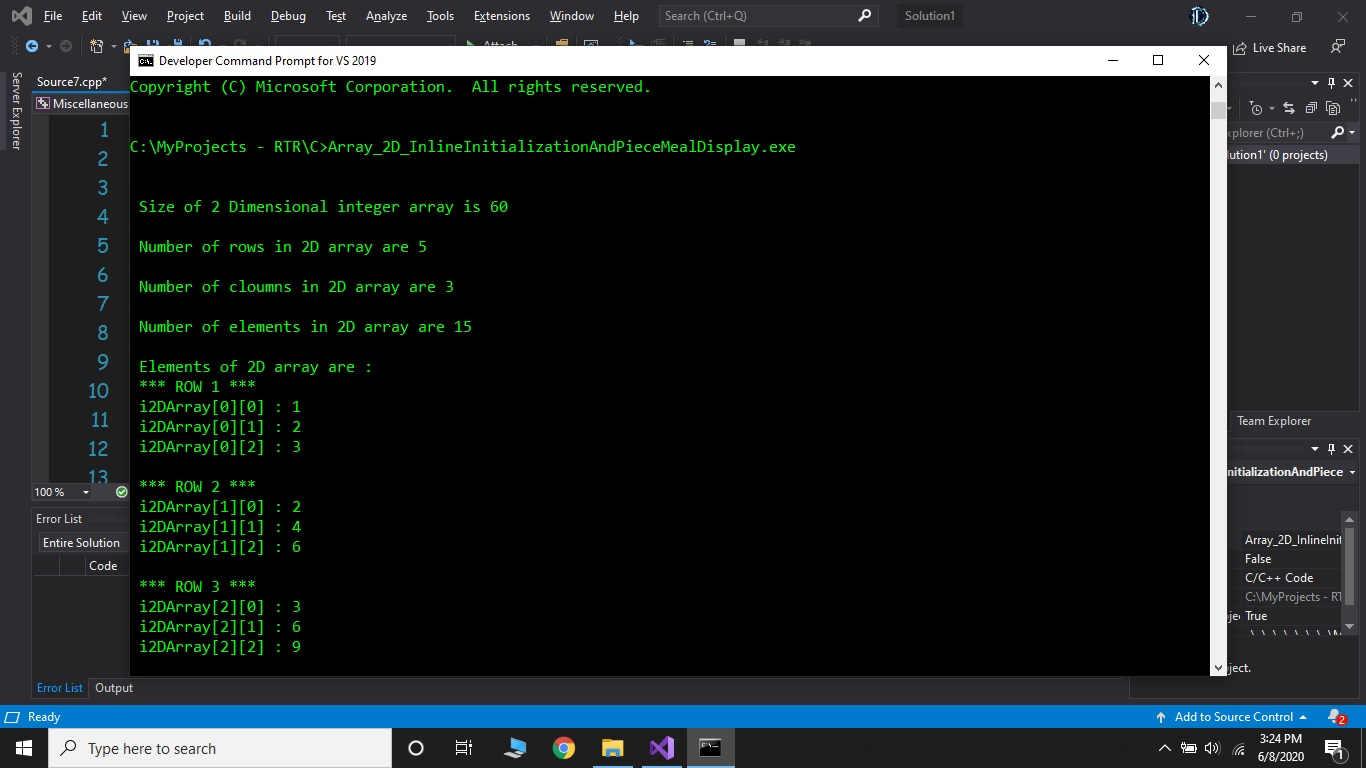 File Edit View Project Build Debug Test Analyze Tools Extensions Window Help Search (Ctrl+Q) Solution1
Attach
Live Share
Server Explorer
Source7.cpp*
Miscellaneous
Developer Command Prompt for VS 2019
Copyright (C) Microsoft Corporation.  All rights reserved.
C:\MyProjects - RTR\C>Array_2D_InlineInitializationAndPieceMealDisplay.exe
Size of 2 Dimensional integer array is 60
Number of rows in 2D array are 5
Number of cloumns in 2D array are 3
Number of elements in 2D array are 15
Elements of 2D array are :
*** ROW 1 ***
i2DArray[0][0] : 1
i2DArray[0][1] : 2
i2DArray[0][2] : 3
*** ROW 2 ***
i2DArray[1][0] : 2
i2DArray[1][1] : 4
i2DArray[1][2] : 6
*** ROW 3 ***
i2DArray[2][0] : 3
i2DArray[2][1] : 6
i2DArray[2][2] : 9
1
2
3
4
5
6
7
8
9
10
11
12
13
100 %
Error List
Entire Solution
Code
Error List Output
xplorer (Ctrl+;)
ution1' (0 projects)
Team Explorer
nitializationAndPiece
Array_2D_InlineInit
False
C/C++ Code
C:\MyProjects - RT
je True
ject.
Ready
Add to Source Control
2
Type here to search
3:24 PM
6/8/2020
1